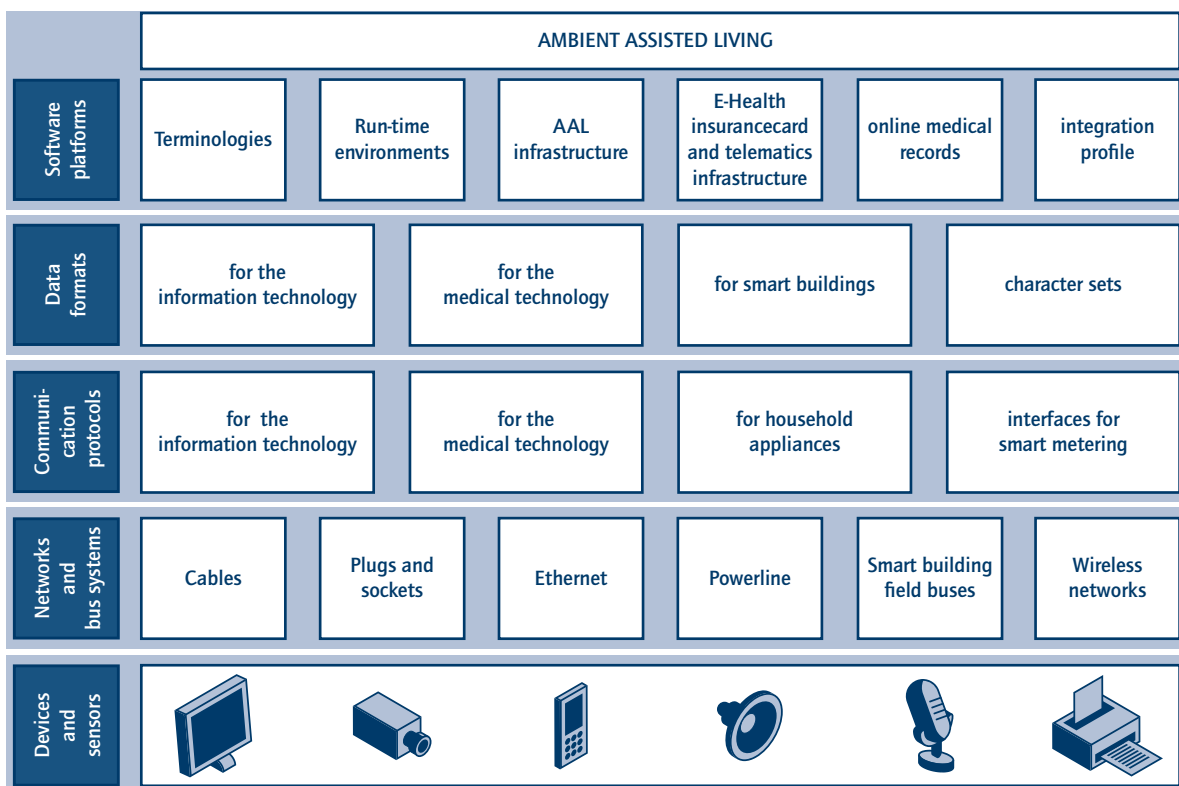 AMBIENT ASSISTED LIVING
Software
platforms
Terminologies
Run-time
environments
AAL
infrastructure
E-Health
insurancecard
and telematics
infrastructure
online medical
records
integration
profile
Data
formats
for the
information technology
for the
medical technology
for smart buildings
character sets
Communi-
cation
protocols
for the
information technology
for the
medical technology
for household
appliances
interfaces for
smart metering
Networks
and
bus systems
Cables
Plugs and
sockets
Ethernet
Powerline
Smart building
field buses
Wireless
networks
Devices
and
sensors